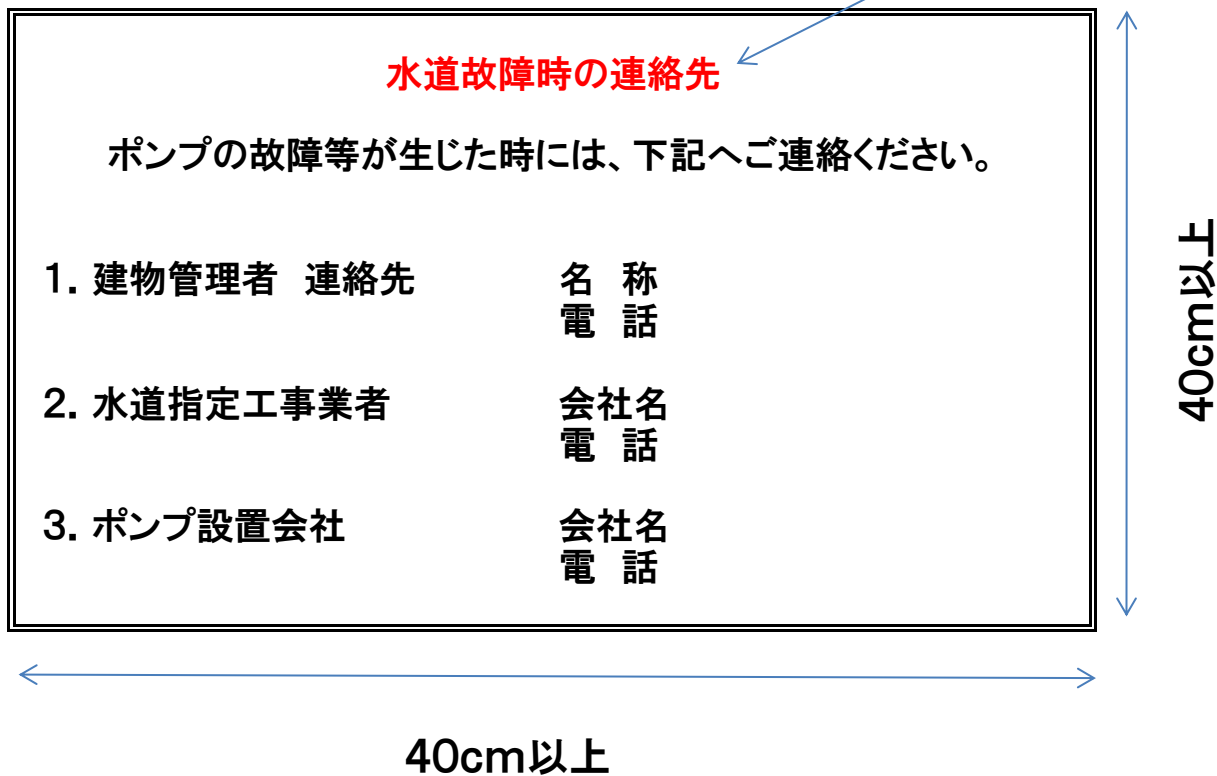 水道故障時の連絡先
ポンプの故障等が生じた時には、下記へご連絡ください。
1．建物管理者　連絡先　名　称
電　話
2．水道指定工事業者　会社名
電　話
3．ポンプ設置会社　会社名
電　話
40cm以上
40cm以上